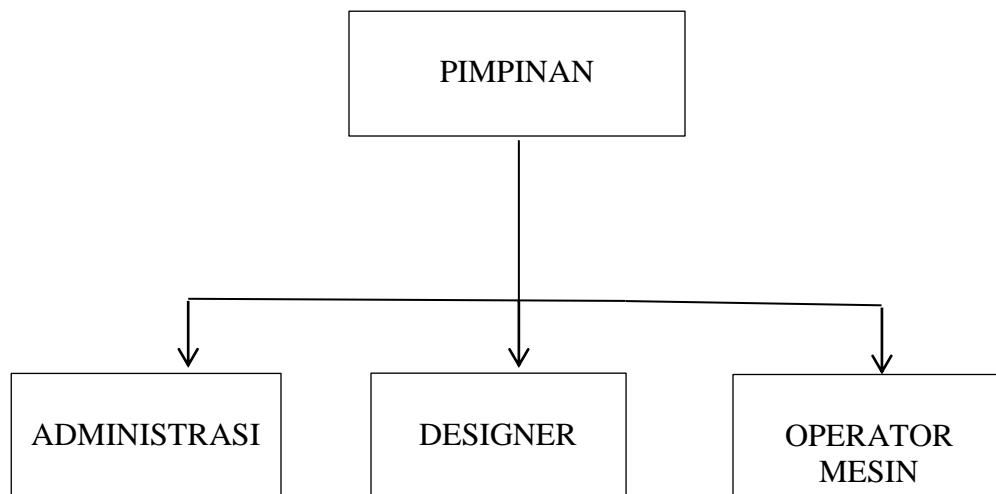 PIMPINAN
ADMINISTRASI
DESIGNER
OPERATOR
MESIN